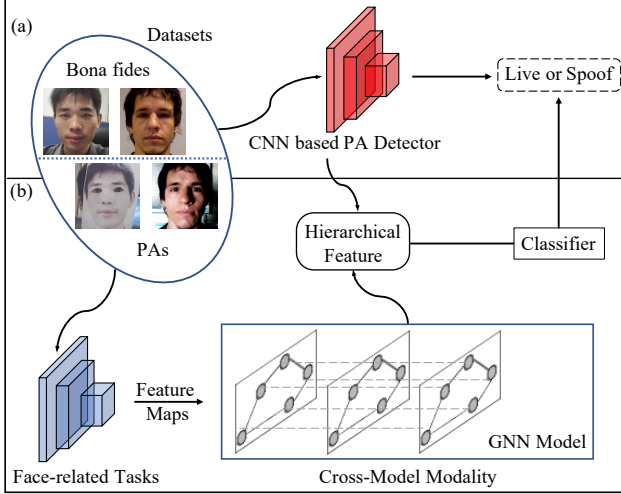 (a)
Datasets
Bona fides
Live or Spoof
CNN based PA Detector
(b)
PAs
Hierarchical
Feature
Classifier
Feature
Maps
GNN Model
Face-related Tasks
Cross-Model Modality